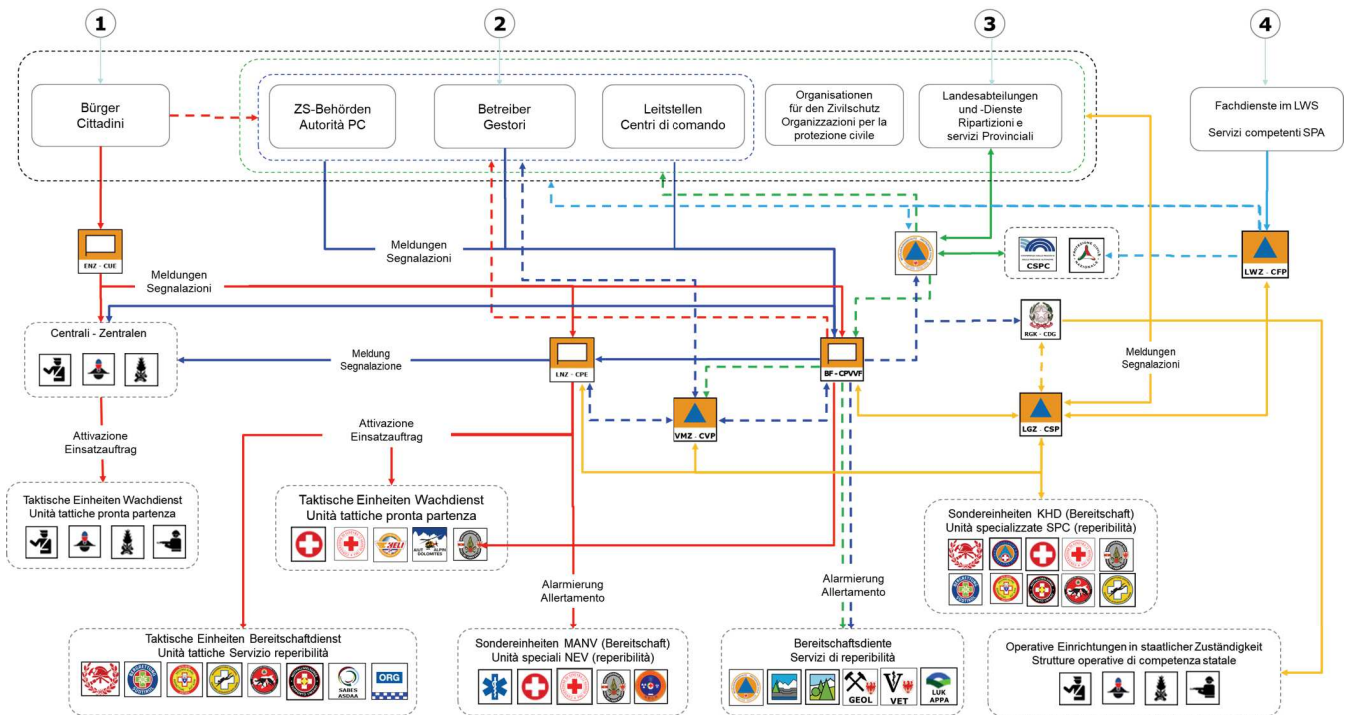 1
2
3
4
Bürger
Cittadini
ZS-Behörden
Autorità PC
Betreiber
Gestori
Leitstellen
Centri di comando
Organisationen
für den Zivilschutz
Organizzazioni per la
protezione civile
Landesabteilungen
und -Dienste
Ripartizioni e
servizi Provinciali
Fachdienste im LWS
Servizi competenti SPA
ENZ - CUE
Meldungen
Segnalazioni
Meldungen
Segnalazioni
CSPC
LWZ - CFP
RGK - CDG
Centrali - Zentralen
Meldung
Segnalazione
LNZ - CPE
BF - CPVVF
Meldungen
Segnalazioni
VMZ - CVP
LGZ - CSP
Attivazione
Einsatzauftrag
Attivazione
Einsatzauftrag
Taktische Einheiten Wachdienst
Unità tattiche pronta partenza
Taktische Einheiten Wachdienst
Unità tattiche pronta partenza
HELI
AIUT ALPIN
DOLOMITES
Sondereinheiten KHD (Bereitschaft)
Unità specializzate SPC (reperibilità)
Alarmierung
Allertamento
Alarmierung
Allertamento
Taktische Einheiten Bereitschaftdienst
Unità tattiche Servizio reperibilità
SABES
ASDAA
ORG
Sondereinheiten MANV (Bereitschaft)
Unità speciali NEV (reperibilità)
Bereitschaftsdiente
Servizi di reperibilità
GEOL
VET
LUK
APPA
Operative Einrichtungen in staatlicher Zuständigkeit
Strutture operative di competenza statale